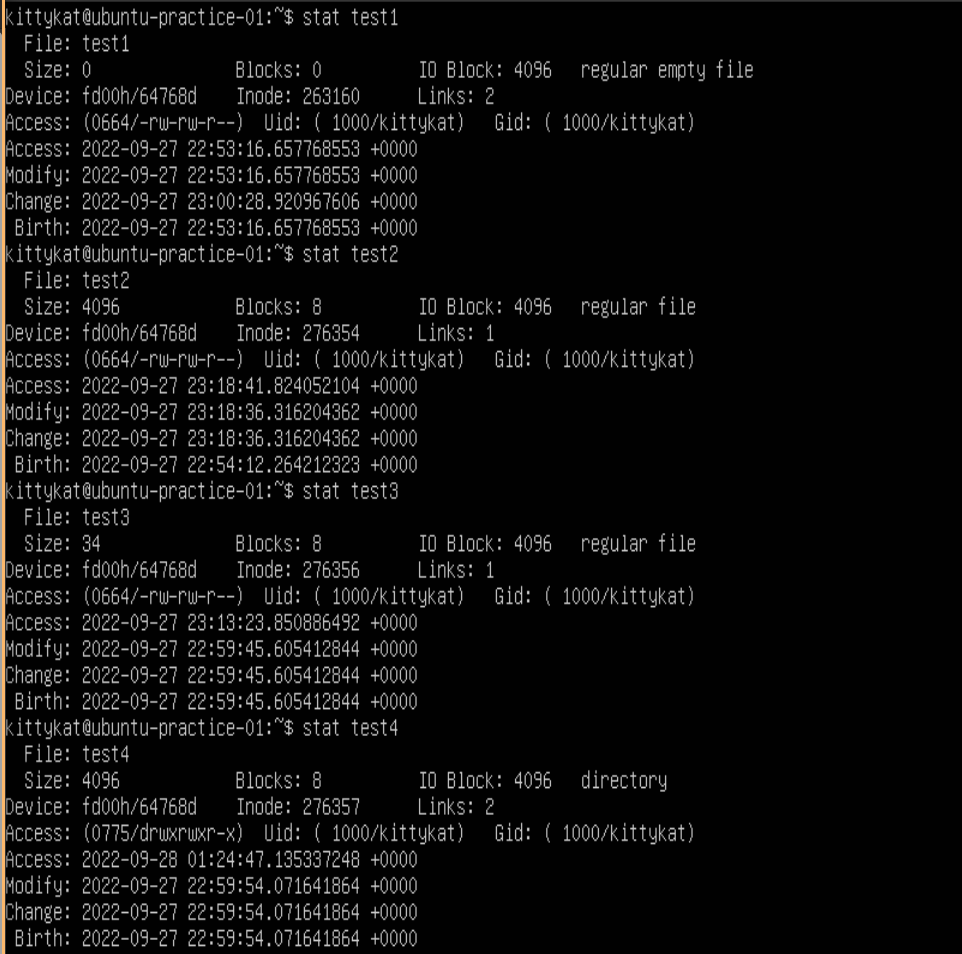 kittykat@ubuntu-practice-01:~$ stat test1
  File: test1
  Size: 0               Blocks: 0          IO Block: 4096   regular empty file
Device: fd00h/64768d    Inode: 263160      Links: 2
Access: (0664/-rw-rw-r--)  Uid: ( 1000/kittykat)   Gid: ( 1000/kittykat)
Access: 2022-09-27 22:53:16.657768553 +0000
Modify: 2022-09-27 22:53:16.657768553 +0000
Change: 2022-09-27 23:00:28.920967606 +0000
 Birth: 2022-09-27 22:53:16.657768553 +0000
kittykat@ubuntu-practice-01:~$ stat test2
  File: test2
  Size: 4096            Blocks: 8          IO Block: 4096   regular file
Device: fd00h/64768d    Inode: 276354      Links: 1
Access: (0664/-rw-rw-r--)  Uid: ( 1000/kittykat)   Gid: ( 1000/kittykat)
Access: 2022-09-27 23:18:41.824052104 +0000
Modify: 2022-09-27 23:18:36.316204362 +0000
Change: 2022-09-27 23:18:36.316204362 +0000
 Birth: 2022-09-27 22:54:12.264212323 +0000
kittykat@ubuntu-practice-01:~$ stat test3
  File: test3
  Size: 34              Blocks: 8          IO Block: 4096   regular file
Device: fd00h/64768d    Inode: 276356      Links: 1
Access: (0664/-rw-rw-r--)  Uid: ( 1000/kittykat)   Gid: ( 1000/kittykat)
Access: 2022-09-27 23:13:23.850886492 +0000
Modify: 2022-09-27 22:59:45.605412844 +0000
Change: 2022-09-27 22:59:45.605412844 +0000
 Birth: 2022-09-27 22:59:45.605412844 +0000
kittykat@ubuntu-practice-01:~$ stat test4
  File: test4
  Size: 4096            Blocks: 8          IO Block: 4096   directory
Device: fd00h/64768d    Inode: 276357      Links: 2
Access: (0775/drwxrwxr-x)  Uid: ( 1000/kittykat)   Gid: ( 1000/kittykat)
Access: 2022-09-28 01:24:47.135337248 +0000
Modify: 2022-09-27 22:59:54.071641864 +0000
Change: 2022-09-27 22:59:54.071641864 +0000
 Birth: 2022-09-27 22:59:54.071641864 +0000